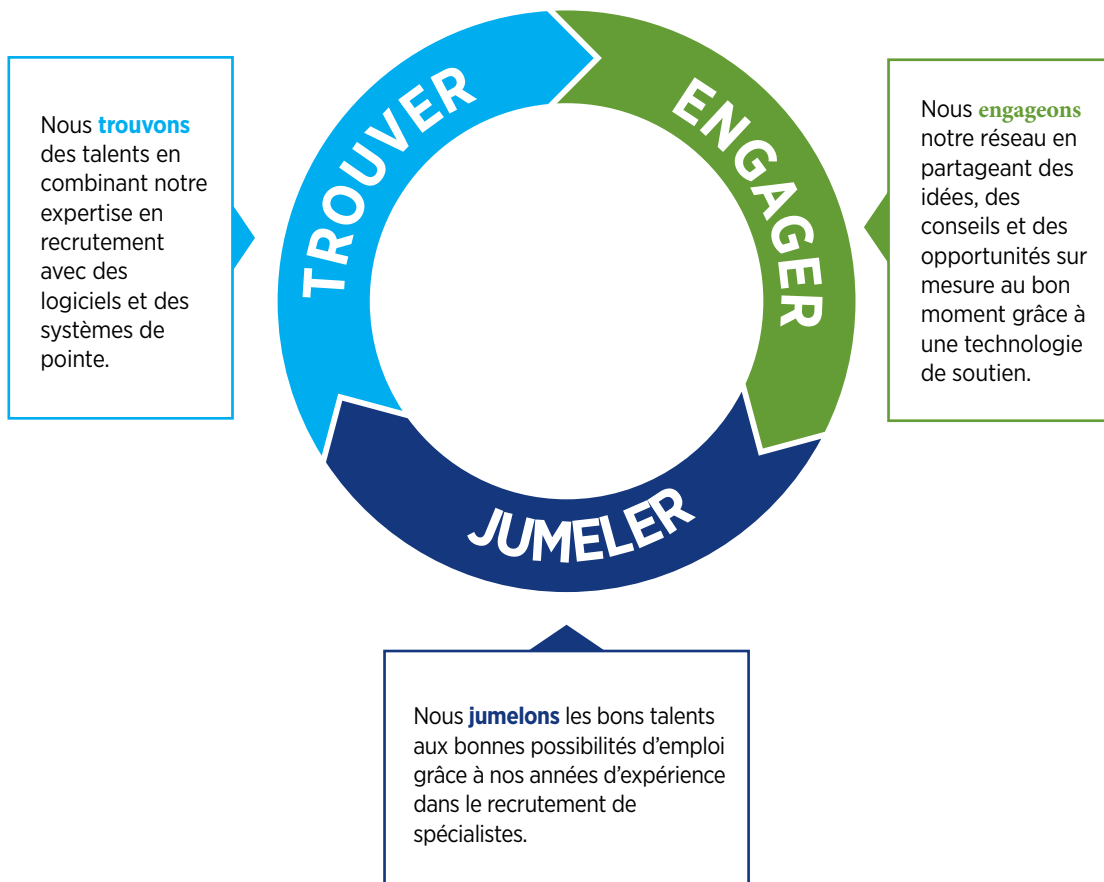 TROUVER
ENGAGER
JUMELER
Nous trouvons
des talents en
combinant notre
expertise en
recrutement
avec des
logiciels et des
systèmes de
pointe.
Nous engageons
notre réseau en
partageant des
idées, des
conseils et des
opportunités sur
mesure au bon
moment grâce à
une technologie
de soutien.
Nous jumelons les bons talents
aux bonnes possibilités d’emploi
grâce à nos années d’expérience
dans le recrutement de
spécialistes.